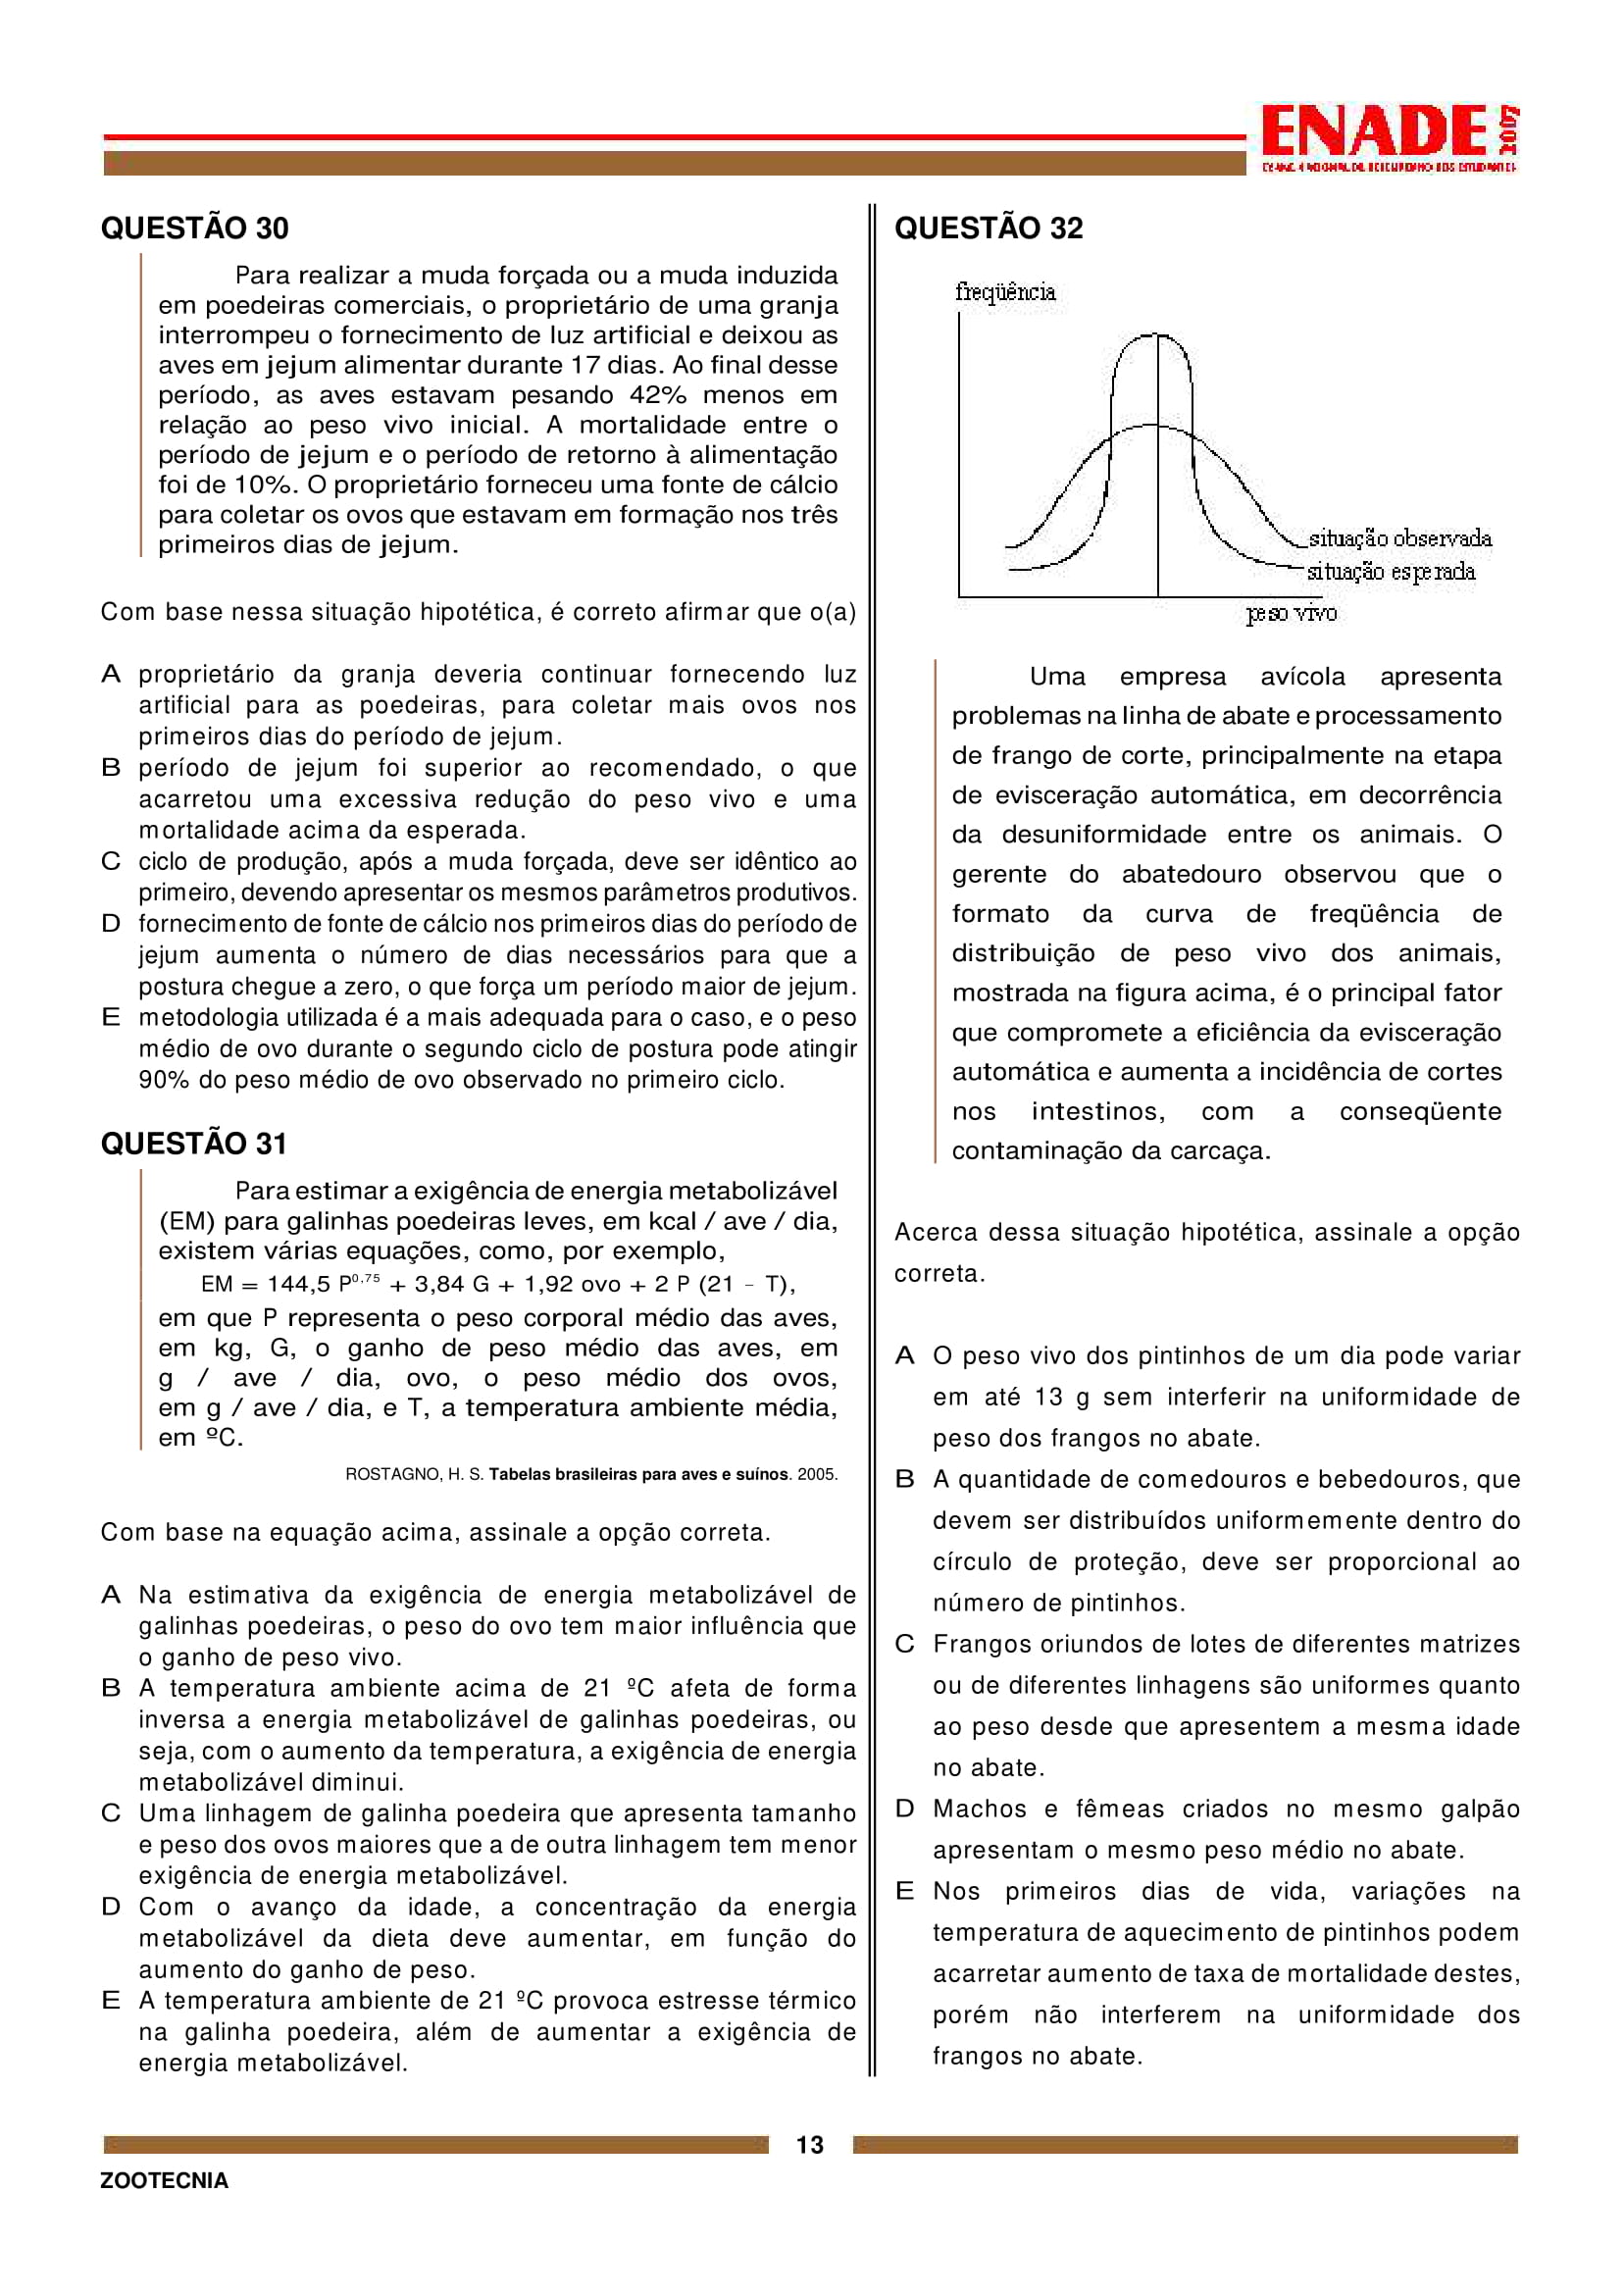 ENADE 2007
QUESTÃO 30
Para realizar a muda forçada ou a muda induzida
em poedeiras comerciais, o proprietário de uma granja
interrompeu o fornecimento de luz artificial e deixou as
aves em jejum alimentar durante 17 dias. Ao final desse
período, as aves estavam pesando 42% menos em
relação ao peso vivo inicial. A mortalidade entre o
período de jejum e o período de retorno à alimentação
foi de 10%. O proprietário forneceu uma fonte de cálcio
para coletar os ovos que estavam em formação nos três
primeiros dias de jejum.
Com base nessa situação hipotética, é correto afirmar que o(a)
A proprietário da granja deveria continuar fornecendo luz
artificial para as poedeiras, para coletar mais ovos nos
primeiros dias do período de jejum.
B período de jejum foi superior ao recomendado, o que
acarretou uma excessiva redução do peso vivo e uma
mortalidade acima da esperada.
C ciclo de produção, após a muda forçada, deve ser idêntico ao
primeiro, devendo apresentar os mesmos parâmetros produtivos.
D fornecimento de fonte de cálcio nos primeiros dias do período de
jejum aumenta o número de dias necessários para que a
postura chegue a zero, o que força um período maior de jejum.
E metodologia utilizada é a mais adequada para o caso, e o peso
médio de ovo durante o segundo ciclo de postura pode atingir
90% do peso médio de ovo observado no primeiro ciclo.
QUESTÃO 31
Para estimar a exigência de energia metabolizável
(EM) para galinhas poedeiras leves, em kcal / ave / dia,
existem várias equações, como, por exemplo,
EM = 144,5 P^0,75 + 3,84 G + 1,92 ovo + 2 P (21 - T),
em que P representa o peso corporal médio das aves,
em kg, G, o ganho de peso médio das aves, em
g / ave / dia, ovo, o peso médio dos ovos,
em g / ave / dia, e T, a temperatura ambiente média,
em ºC.
ROSTAGNO, H. S. Tabelas brasileiras para aves e suínos. 2005.
Com base na equação acima, assinale a opção correta.
A Na estimativa da exigência de energia metabolizável de
galinhas poedeiras, o peso do ovo tem maior influência que
o ganho de peso vivo.
B A temperatura ambiente acima de 21 ºC afeta de forma
inversa a energia metabolizável de galinhas poedeiras, ou
seja, com o aumento da temperatura, a exigência de energia
metabolizável diminui.
C Uma linhagem de galinha poedeira que apresenta tamanho
e peso dos ovos maiores que a de outra linhagem tem menor
exigência de energia metabolizável.
D Com o avanço da idade, a concentração da energia
metabolizável da dieta deve aumentar, em função do
aumento do ganho de peso.
E A temperatura ambiente de 21 ºC provoca estresse térmico
na galinha poedeira, além de aumentar a exigência de
energia metabolizável.
QUESTÃO 32
freqüência
situação observada
situação esperada
peso vivo
Uma empresa avícola apresenta
problemas na linha de abate e processamento
de frango de corte, principalmente na etapa
de evisceração automática, em decorrência
da desuniformidade entre os animais. O
gerente do abatedouro observou que o
formato da curva de freqüência de
distribuição de peso vivo dos animais,
mostrada na figura acima, é o principal fator
que compromete a eficiência da evisceração
automática e aumenta a incidência de cortes
nos intestinos, com a conseqüente
contaminação da carcaça.
Acerca dessa situação hipotética, assinale a opção
correta.
A O peso vivo dos pintinhos de um dia pode variar
em até 13 g sem interferir na uniformidade de
peso dos frangos no abate.
B A quantidade de comedouros e bebedouros, que
devem ser distribuídos uniformemente dentro do
círculo de proteção, deve ser proporcional ao
número de pintinhos.
C Frangos oriundos de lotes de diferentes matrizes
ou de diferentes linhagens são uniformes quanto
ao peso desde que apresentem a mesma idade
no abate.
D Machos e fêmeas criados no mesmo galpão
apresentam o mesmo peso médio no abate.
E Nos primeiros dias de vida, variações na
temperatura de aquecimento de pintinhos podem
acarretar aumento de taxa de mortalidade destes,
porém não interferem na uniformidade dos
frangos no abate.
13
ZOOTECNIA